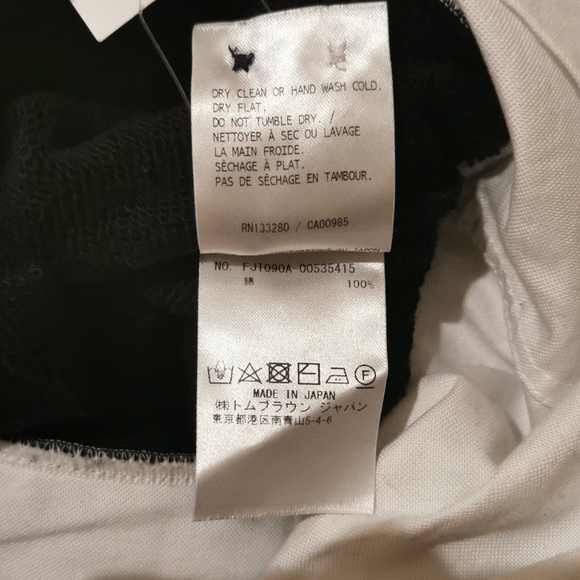 DRY CLEAN OR HAND WASH COLD.
DRY FLAT.
DO NOT TUMBLE DRY. /
NETTOYER À SEC OU LAVAGE
LA MAIN FROIDE.
SÉCHAGE À PLAT.
PAS DE SÉCHAGE EN TAMBOUR.
RN133280 / CA00985
JAPAN
NO. FJT090A-00535415
綿 100%
F
MADE IN JAPAN
㈱トムブラウン ジャパン
東京都港区南青山5-4-6